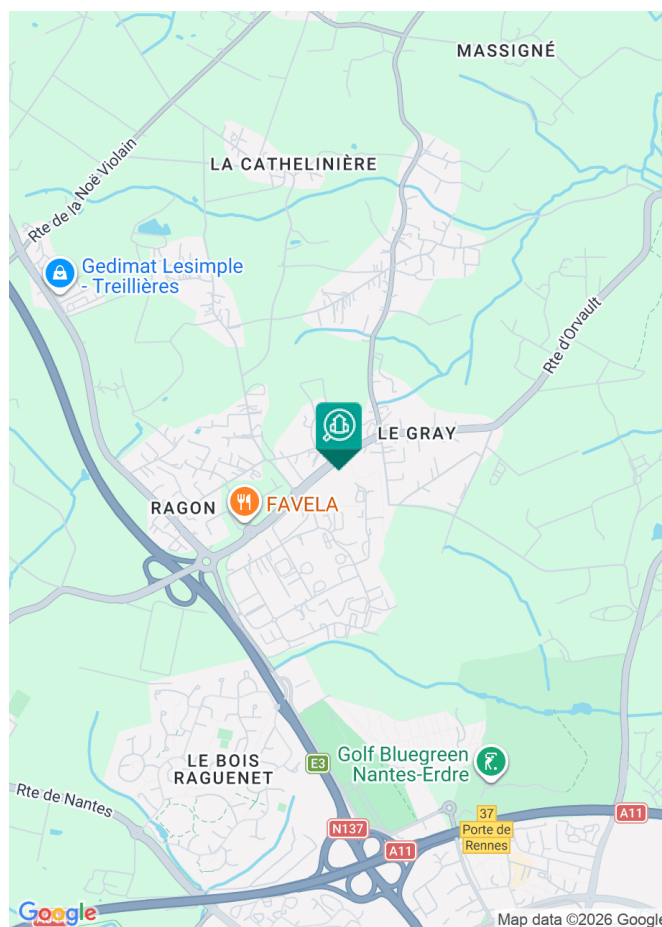 MASSIGNÉ
LA CATHELINIÈRE
Rte de la Noë Violain
Gedimat Lesimple
- Treillières
Rte d'Orvault
LE GRAY
RAGON
FAVELA
LE BOIS
RAGUENET
E3
Golf Bluegreen
Nantes-Erdre
Rte de Nantes
N137
A11
37
Porte de
Rennes
A11
Google
Map data ©2026 Google